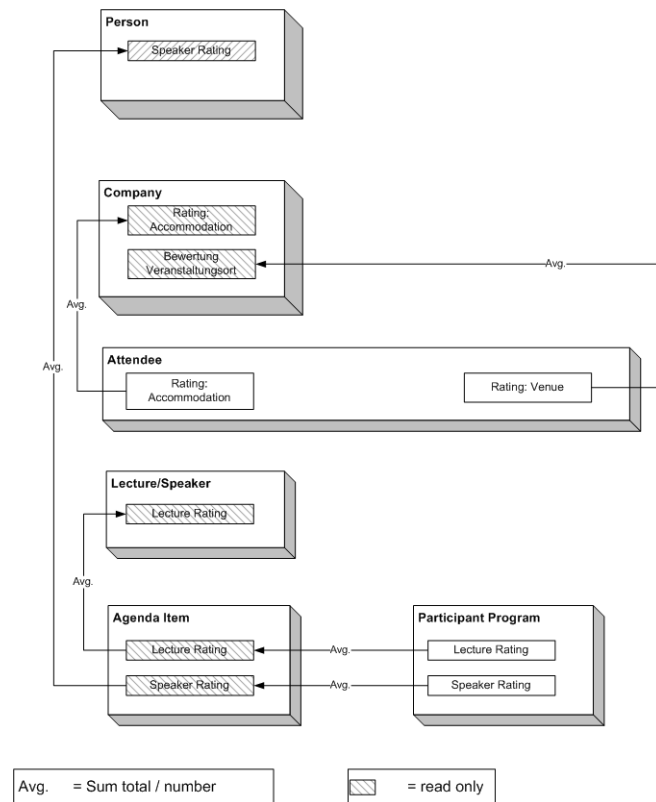 Person
Speaker Rating
Company
Rating:
Accommodation
Bewertung
Veranstaltungsort
Avg.
Avg.
Attendee
Avg.
Rating:
Accommodation
Rating: Venue
Lecture/Speaker
Lecture Rating
Avg.
Agenda Item
Participant Program
Lecture Rating
Avg.
Lecture Rating
Speaker Rating
Avg.
Speaker Rating
Avg. = Sum total / number
= read only